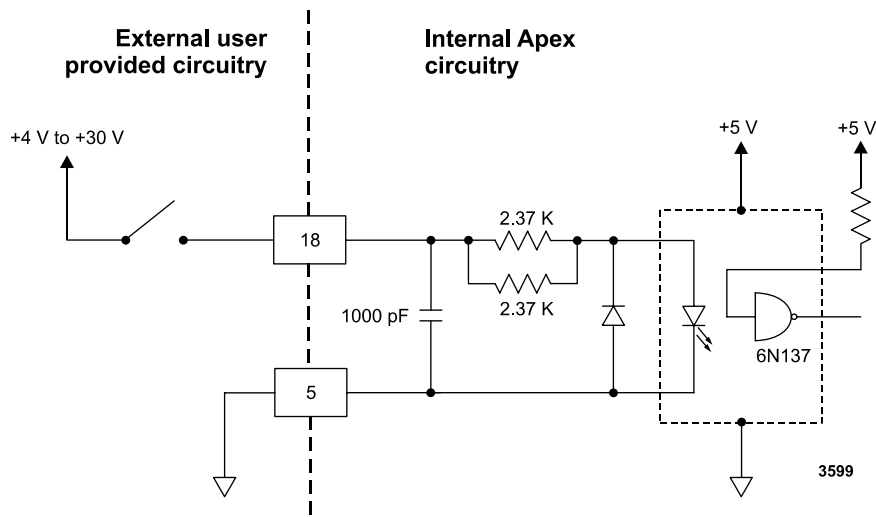 External user
provided circuitry
Internal Apex
circuitry
+4 V to +30 V
+5 V
+5 V
18
2.37 K
2.37 K
1000 pF
6N137
5
3599